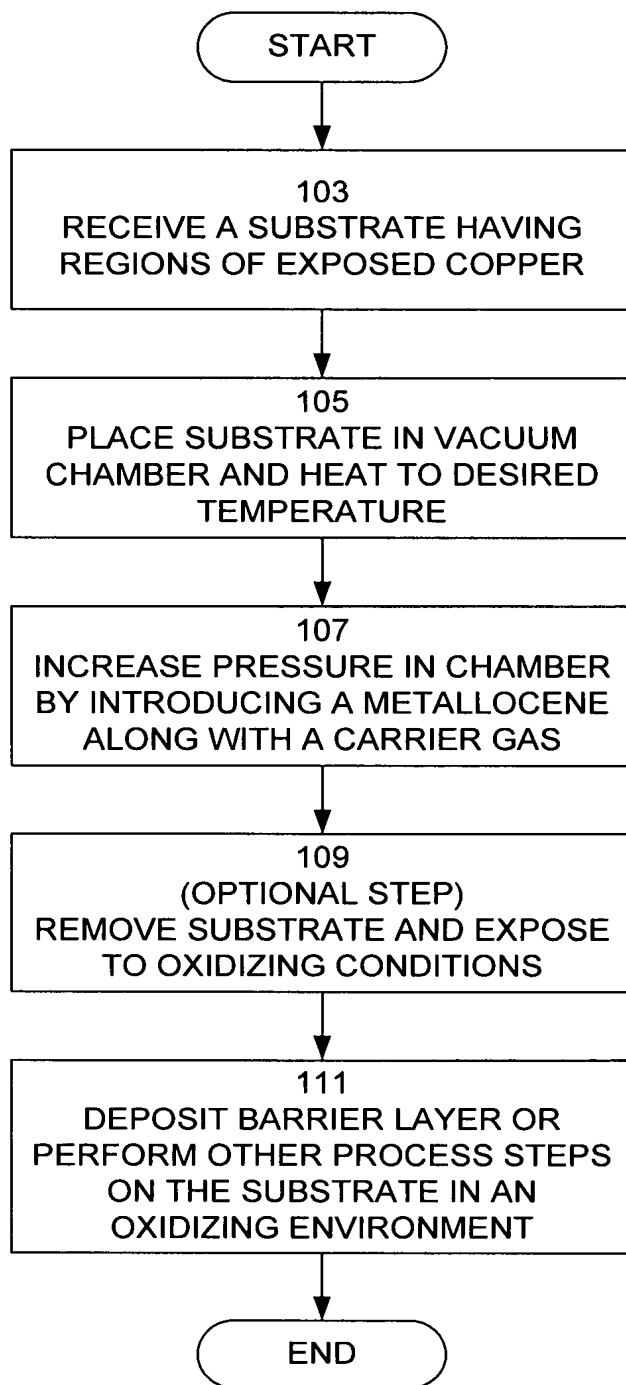 START
103
RECEIVE A SUBSTRATE HAVING
REGIONS OF EXPOSED COPPER
105
PLACE SUBSTRATE IN VACUUM
CHAMBER AND HEAT TO DESIRED
TEMPERATURE
107
INCREASE PRESSURE IN CHAMBER
BY INTRODUCING A METALLOCENE
ALONG WITH A CARRIER GAS
109
(OPTIONAL STEP)
REMOVE SUBSTRATE AND EXPOSE
TO OXIDIZING CONDITIONS
111
DEPOSIT BARRIER LAYER OR
PERFORM OTHER PROCESS STEPS
ON THE SUBSTRATE IN AN
OXIDIZING ENVIRONMENT
END